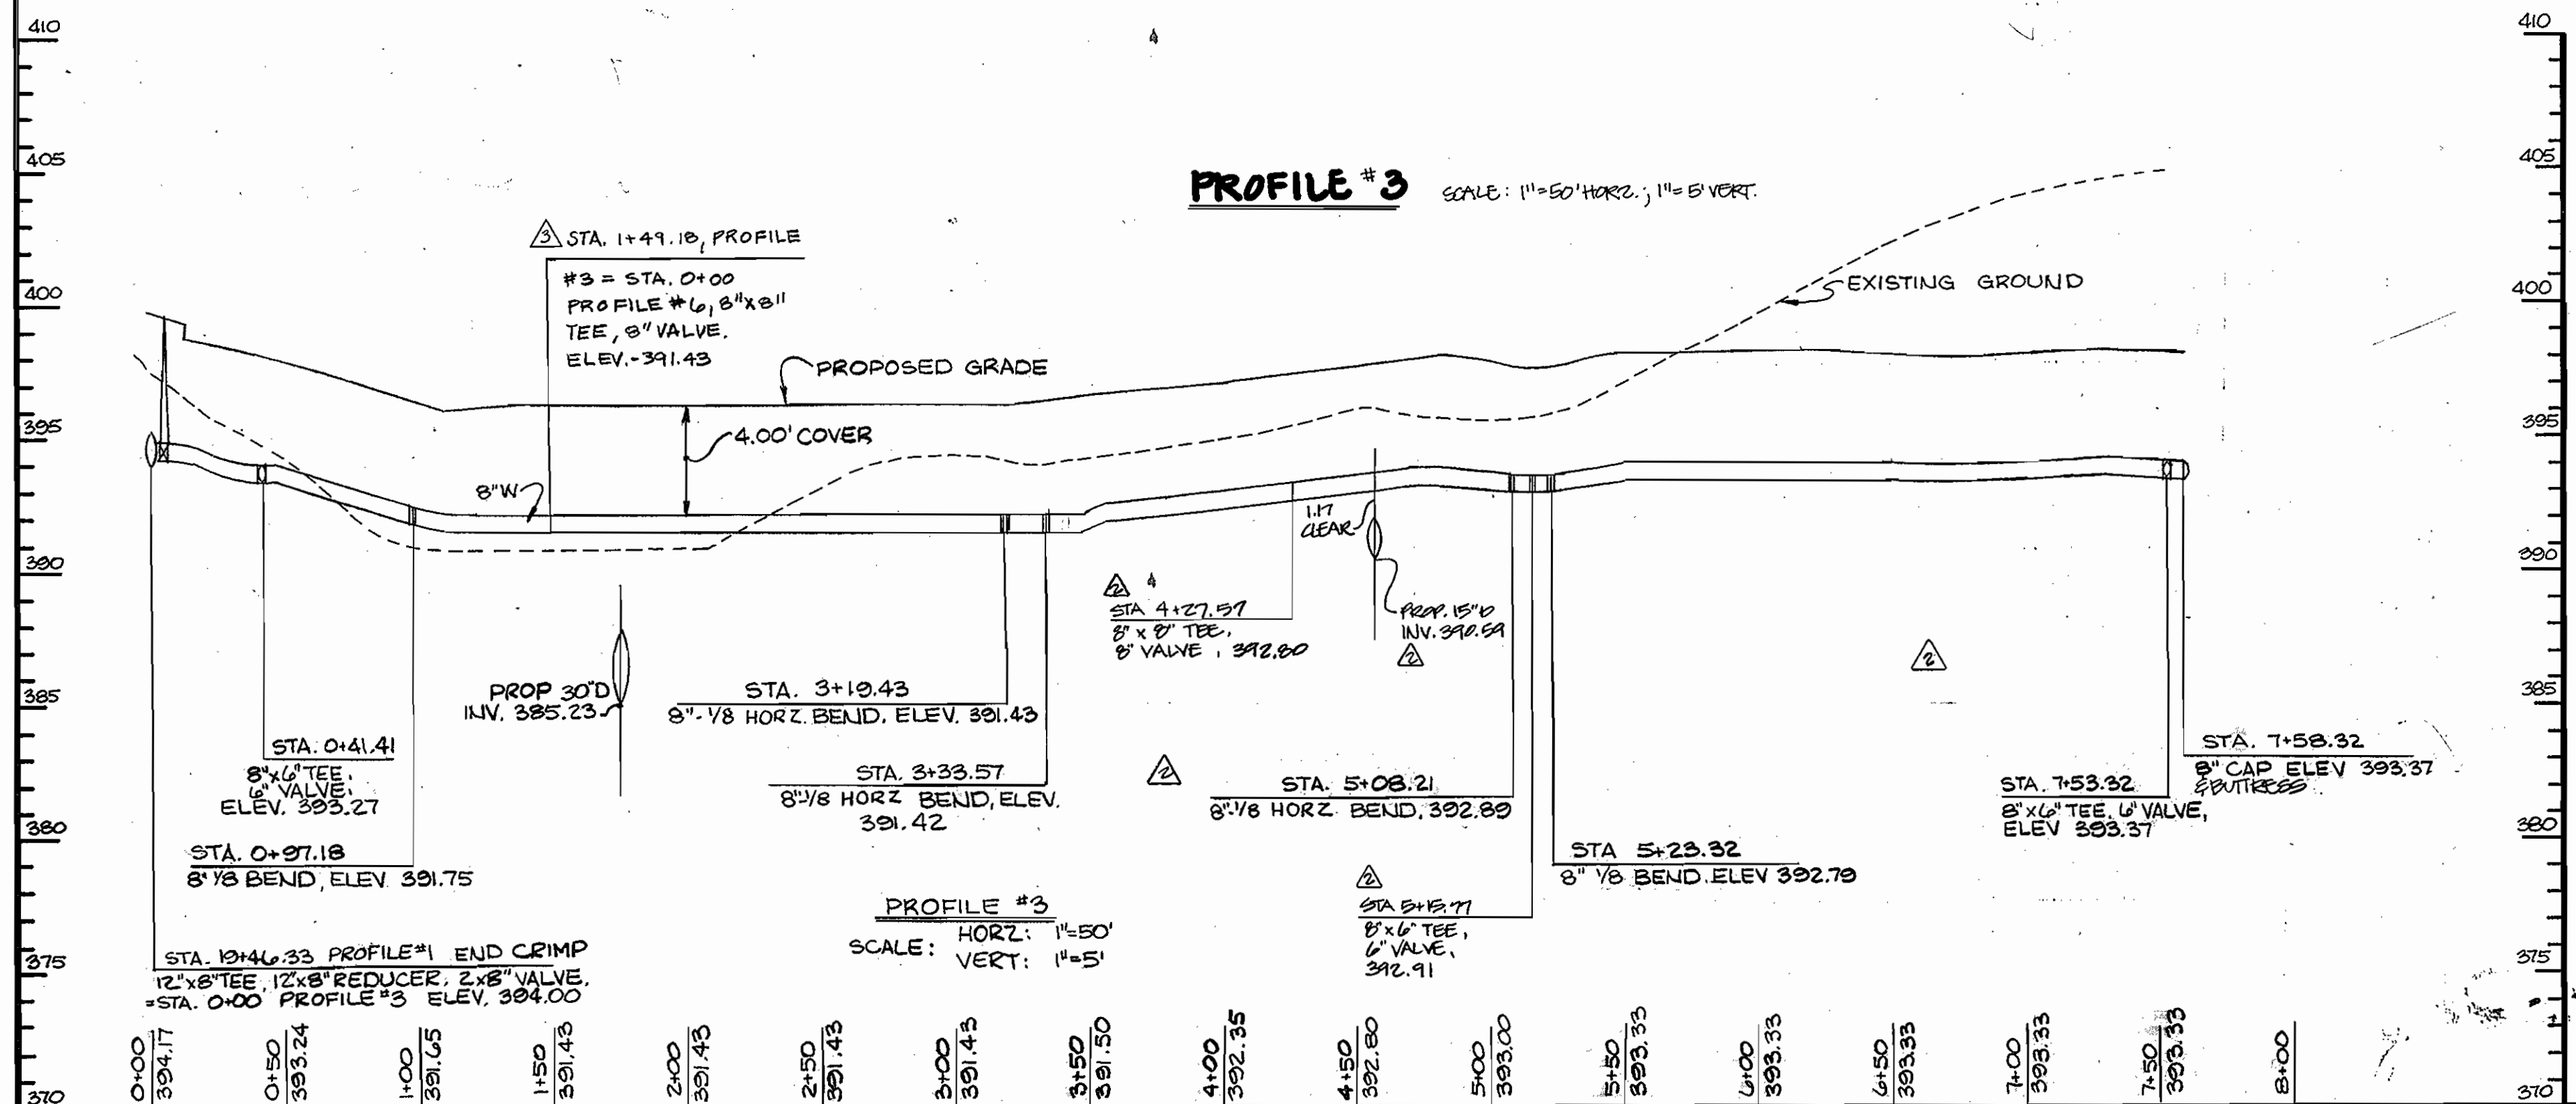 410
405
400
395
390
385
380
375
370
410
405
400
395
390
385
380
375
370
PROFILE #3
SCALE: 1"=50' HORZ.; 1"=5' VERT.
3 STA. 1+49.18, PROFILE
#3 = STA. 0+00
PROFILE #6, 8"X8"
TEE, 8" VALVE.
ELEV.-391.43
PROPOSED GRADE
EXISTING GROUND
4.00' COVER
8"W
1.17
CLEAR
2
STA 4+27.57
8" x 8" TEE,
8" VALVE, 392.80
PROP. 15"D
INV. 390.59
2
2
PROP 30"D
INV. 385.23
STA. 3+19.43
8"-1/8 HORZ. BEND, ELEV. 391.43
STA. 0+41.41
8"x6" TEE,
6" VALVE,
ELEV. 393.27
STA. 3+33.57
8"-1/8 HORZ BEND, ELEV.
391.42
2
STA. 5+08.21
8"-1/8 HORZ BEND, 392.89
STA. 7+53.32
8"x6" TEE, 6" VALVE,
ELEV 393.37
STA. 7+58.32
8" CAP ELEV 393.37
& BUTTRESS
STA. 0+97.18
8" 1/8 BEND, ELEV. 391.75
STA 5+23.32
8" 1/8 BEND. ELEV 392.79
2
STA 5+15.77
8"x6" TEE,
6" VALVE,
392.91
PROFILE #3
SCALE: HORZ: 1"=50'
VERT: 1"=5'
STA. 19+46.33 PROFILE #1 END CRIMP
12"x8" TEE, 12"x8" REDUCER, 2x8" VALVE,
=STA. 0+00 PROFILE #3 ELEV. 394.00
0+00
394.17
0+50
393.24
1+00
391.65
1+50
391.43
2+00
391.43
2+50
391.43
3+00
391.43
3+50
391.50
4+00
392.35
4+50
392.80
5+00
393.00
5+50
393.33
6+00
393.33
6+50
393.33
7+00
393.33
7+50
393.33
8+00